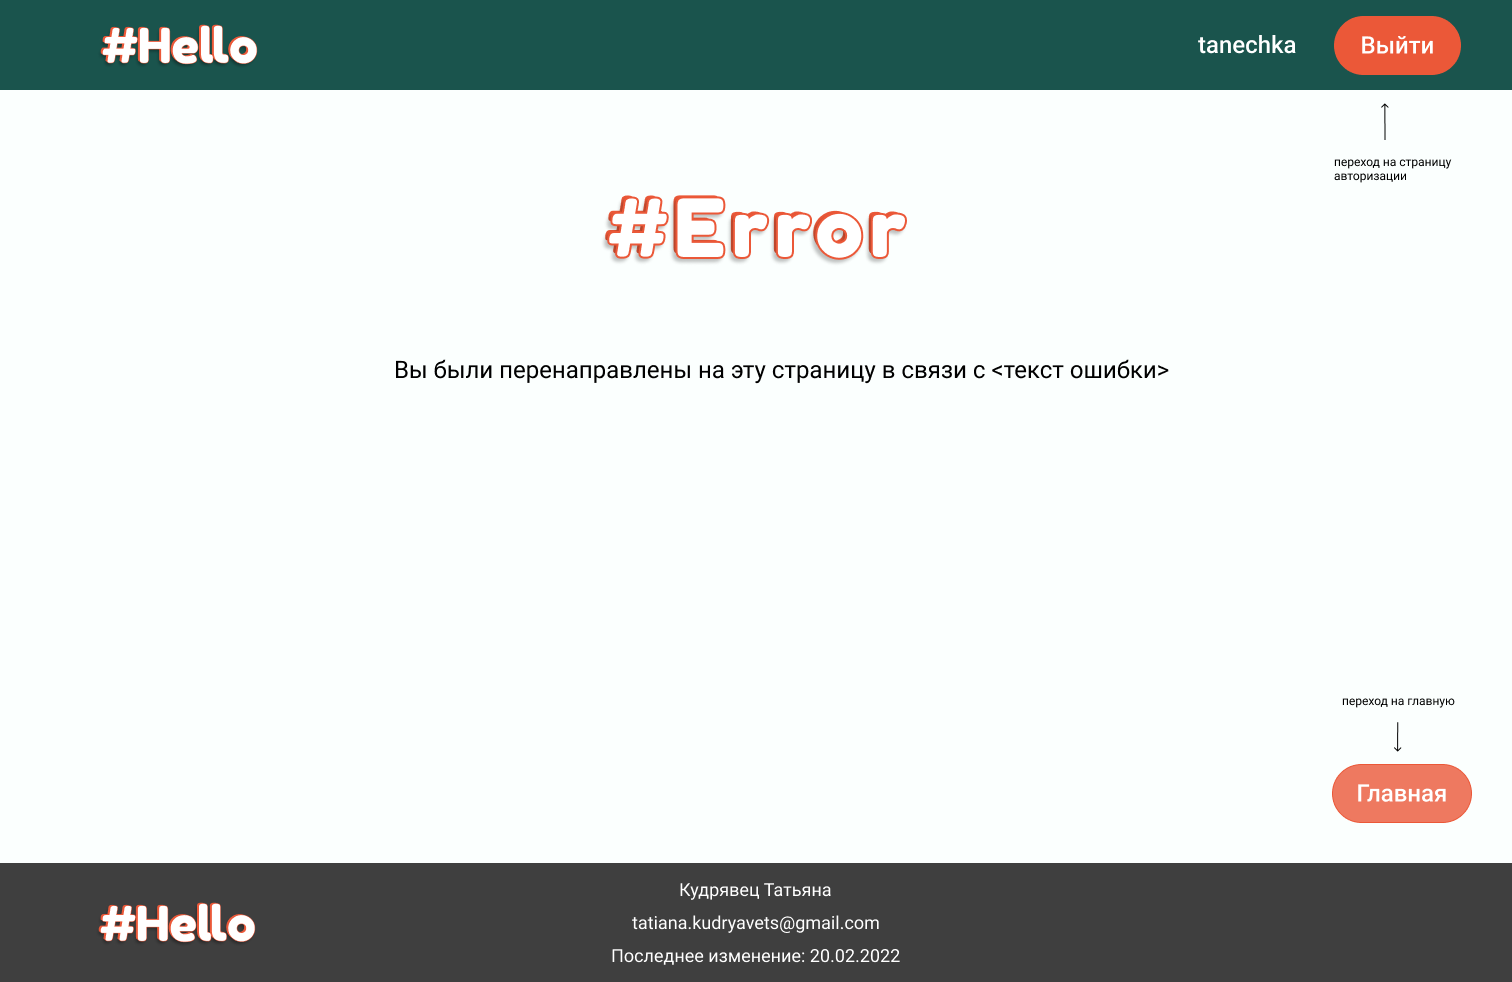 #Hello
tanechka
Выйти
переход на страницу
авторизации
#Error
Вы были перенаправлены на эту страницу в связи с <текст ошибки>
переход на главную
Главная
#Hello
Кудрявец Татьяна
tatiana.kudryavets@gmail.com
Последнее изменение: 20.02.2022